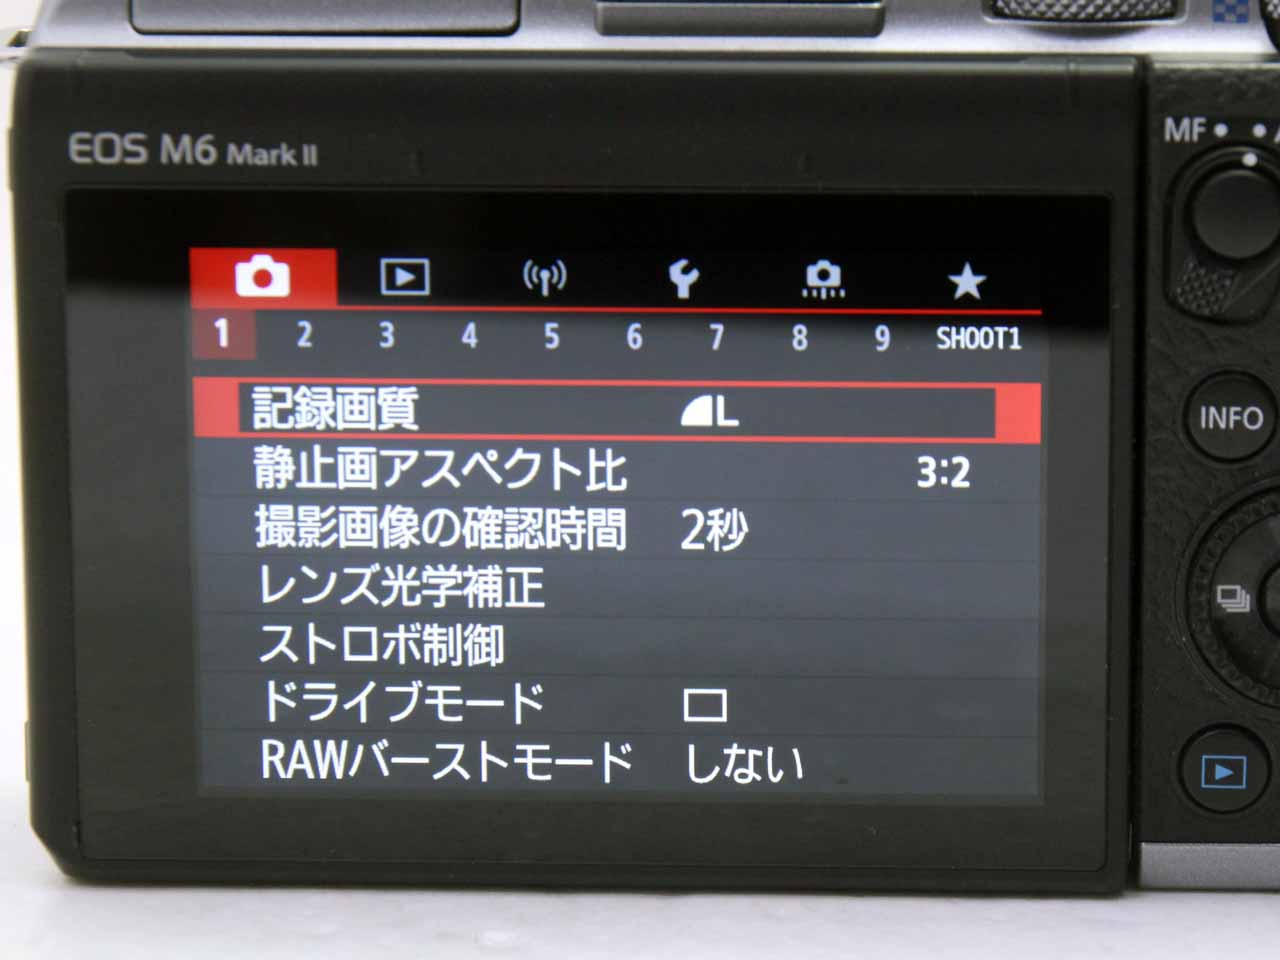 EOS M6 Mark II
MF
1 2 3 4 5 6 7 8 9 SHOOT1
記録画質 L
静止画アスペクト比 3:2
撮影画像の確認時間 2秒
レンズ光学補正
ストロボ制御
ドライブモード
RAWバーストモード しない
INFO